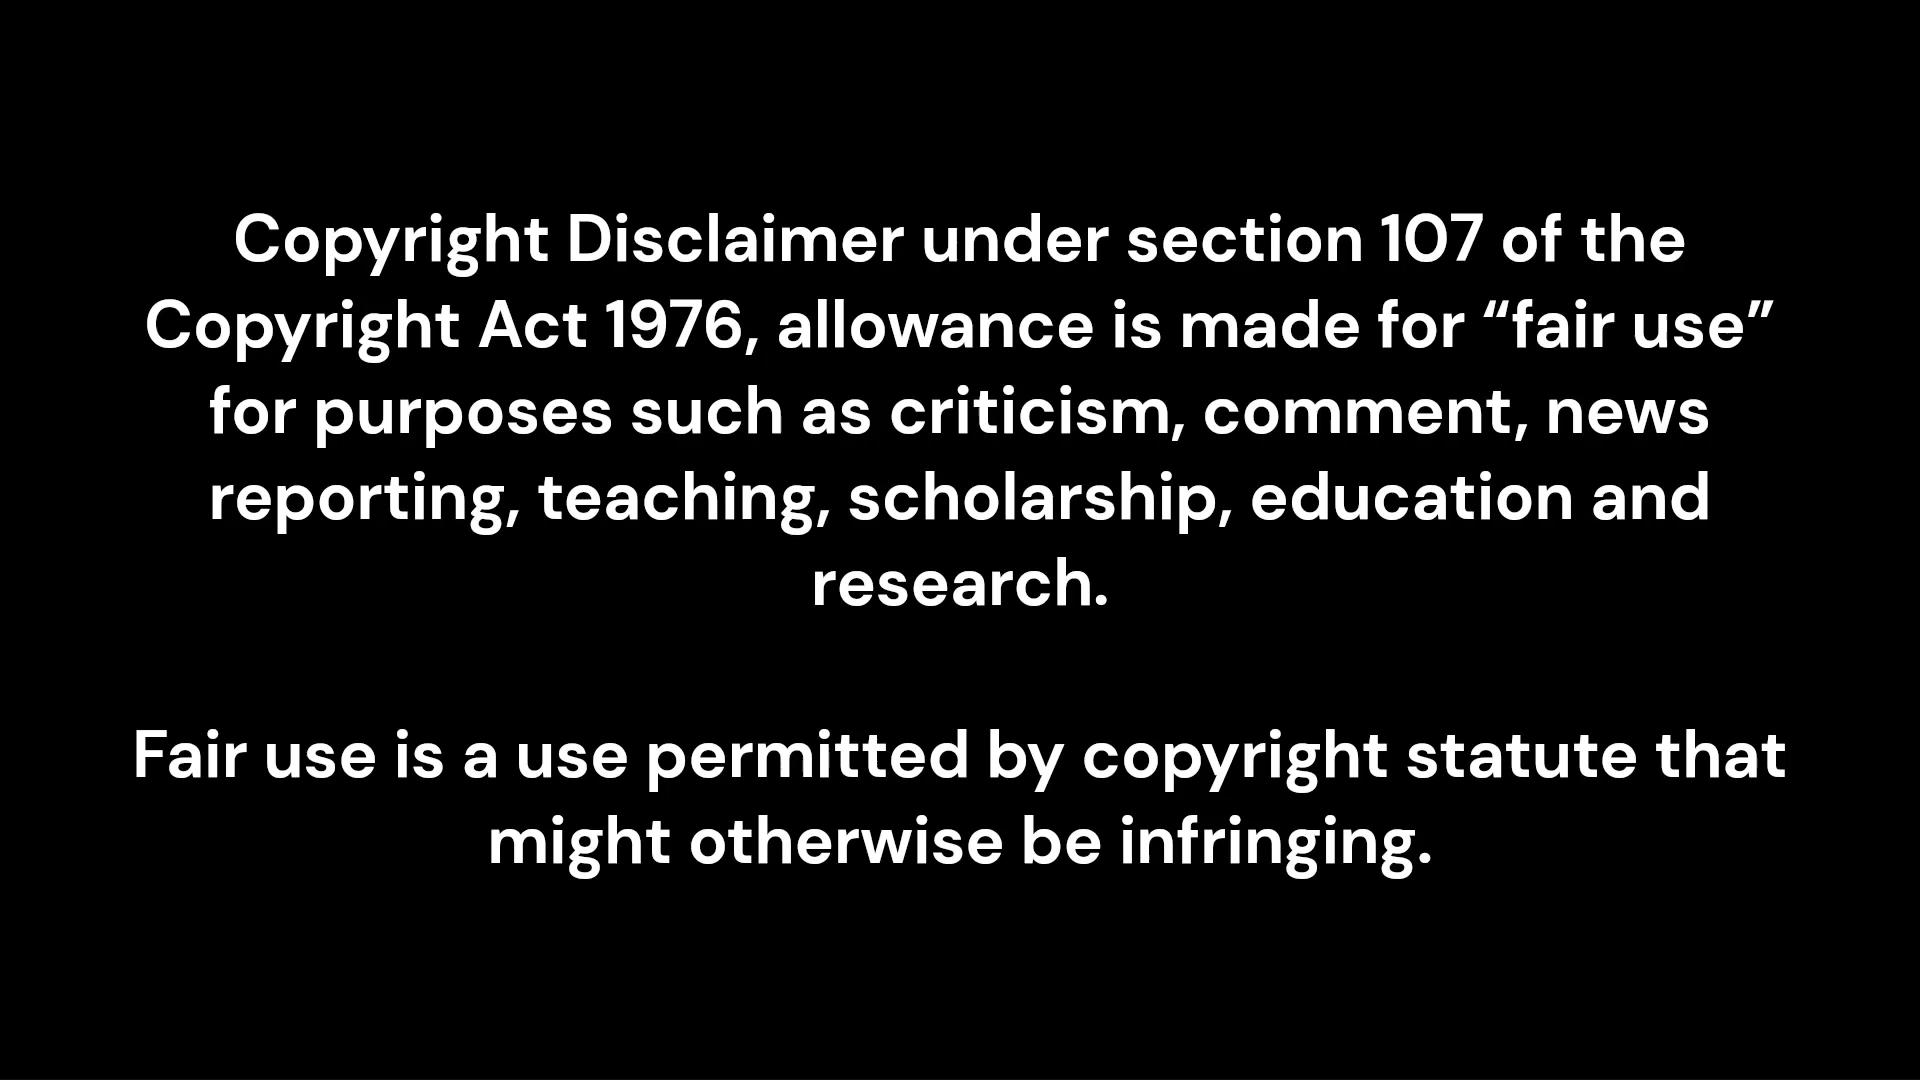 Copyright Disclaimer under section 107 of the
Copyright Act 1976, allowance is made for “fair use”
for purposes such as criticism, comment, news
reporting, teaching, scholarship, education and
research.
Fair use is a use permitted by copyright statute that
might otherwise be infringing.